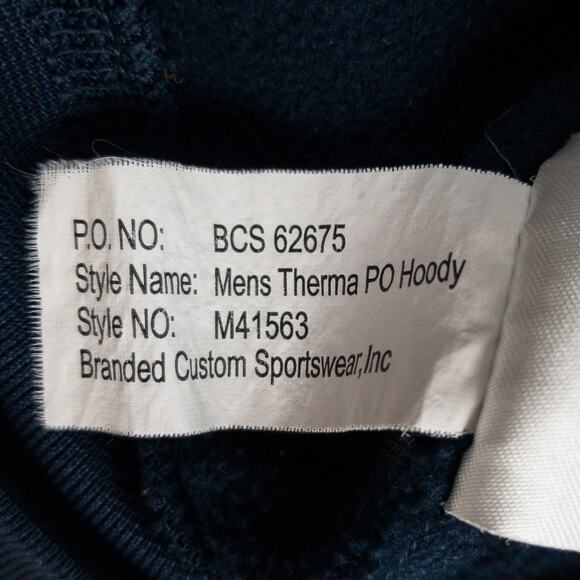 P.O. NO: BCS 62675
Style Name: Mens Therma PO Hoody
Style NO: M41563
Branded Custom Sportswear,Inc